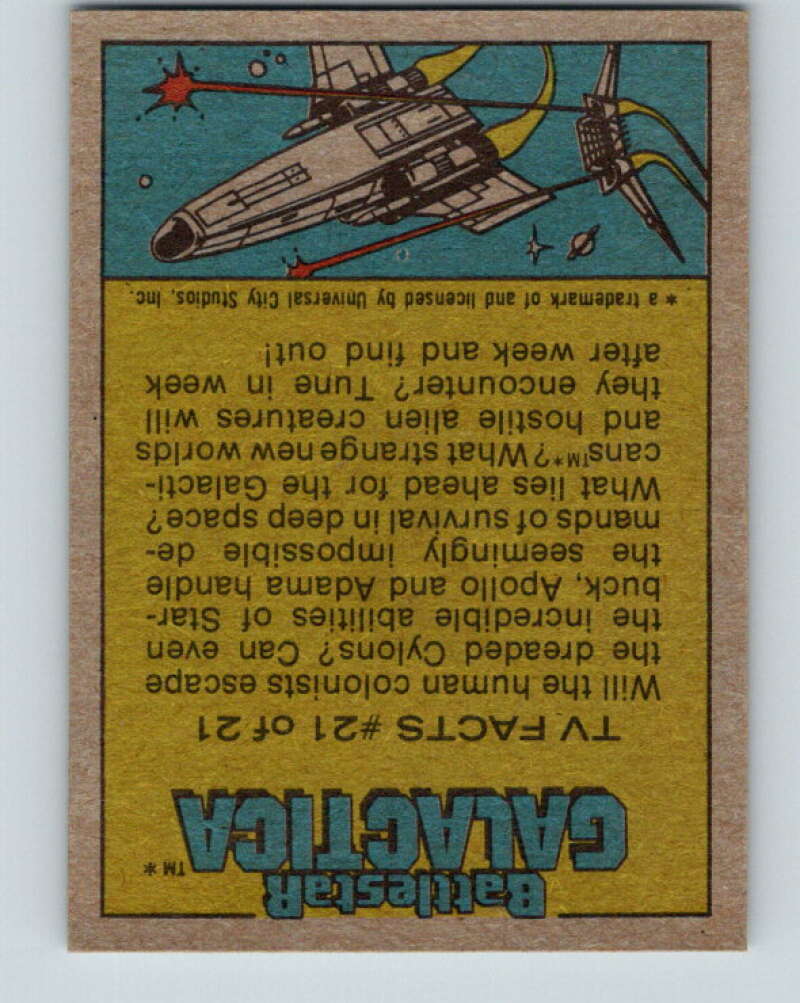 BattlestaR
GALACTICA™*
TV FACTS #21 of 21
Will the human colonists escape
the dreaded Cylons? Can even
the incredible abilities of Star-
buck, Apollo and Adama handle
the seemingly impossible de-
mands of survival in deep space?
What lies ahead for the Galacti-
cans™*? What strange new worlds
and hostile alien creatures will
they encounter? Tune in week
after week and find out!
* a trademark of and licensed by Universal City Studios, Inc.